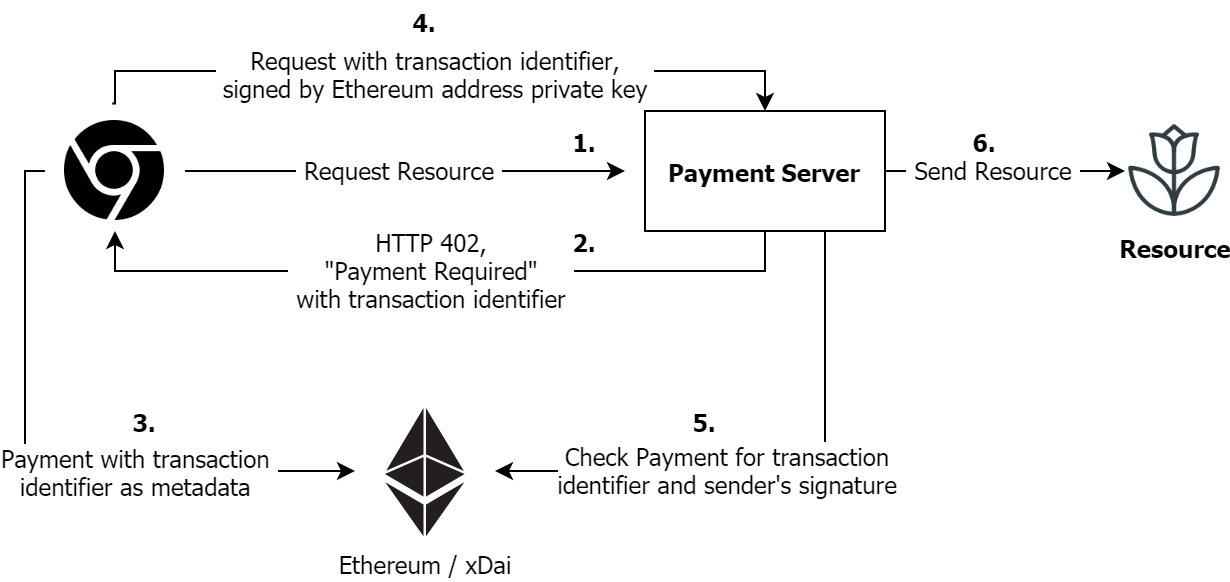 4.
Request with transaction identifier,
signed by Ethereum address private key
1.
Request Resource
Payment Server
6.
Send Resource
Resource
HTTP 402,
2.
"Payment Required"
with transaction identifier
3.
Payment with transaction
identifier as metadata
5.
Check Payment for transaction
identifier and sender's signature
Ethereum / xDai